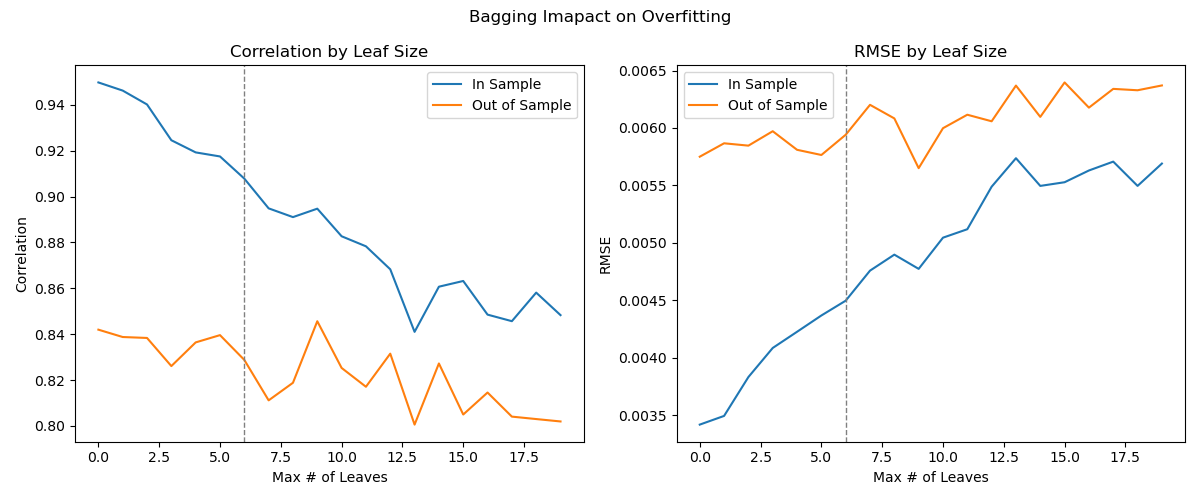 Bagging Imapact on Overfitting
Correlation by Leaf Size
In Sample
Out of Sample
0.94
0.92
0.90
0.88
0.86
0.84
0.82
0.80
Correlation
0.0 2.5 5.0 7.5 10.0 12.5 15.0 17.5
Max # of Leaves
RMSE by Leaf Size
In Sample
Out of Sample
0.0065
0.0060
0.0055
0.0050
0.0045
0.0040
0.0035
RMSE
0.0 2.5 5.0 7.5 10.0 12.5 15.0 17.5
Max # of Leaves